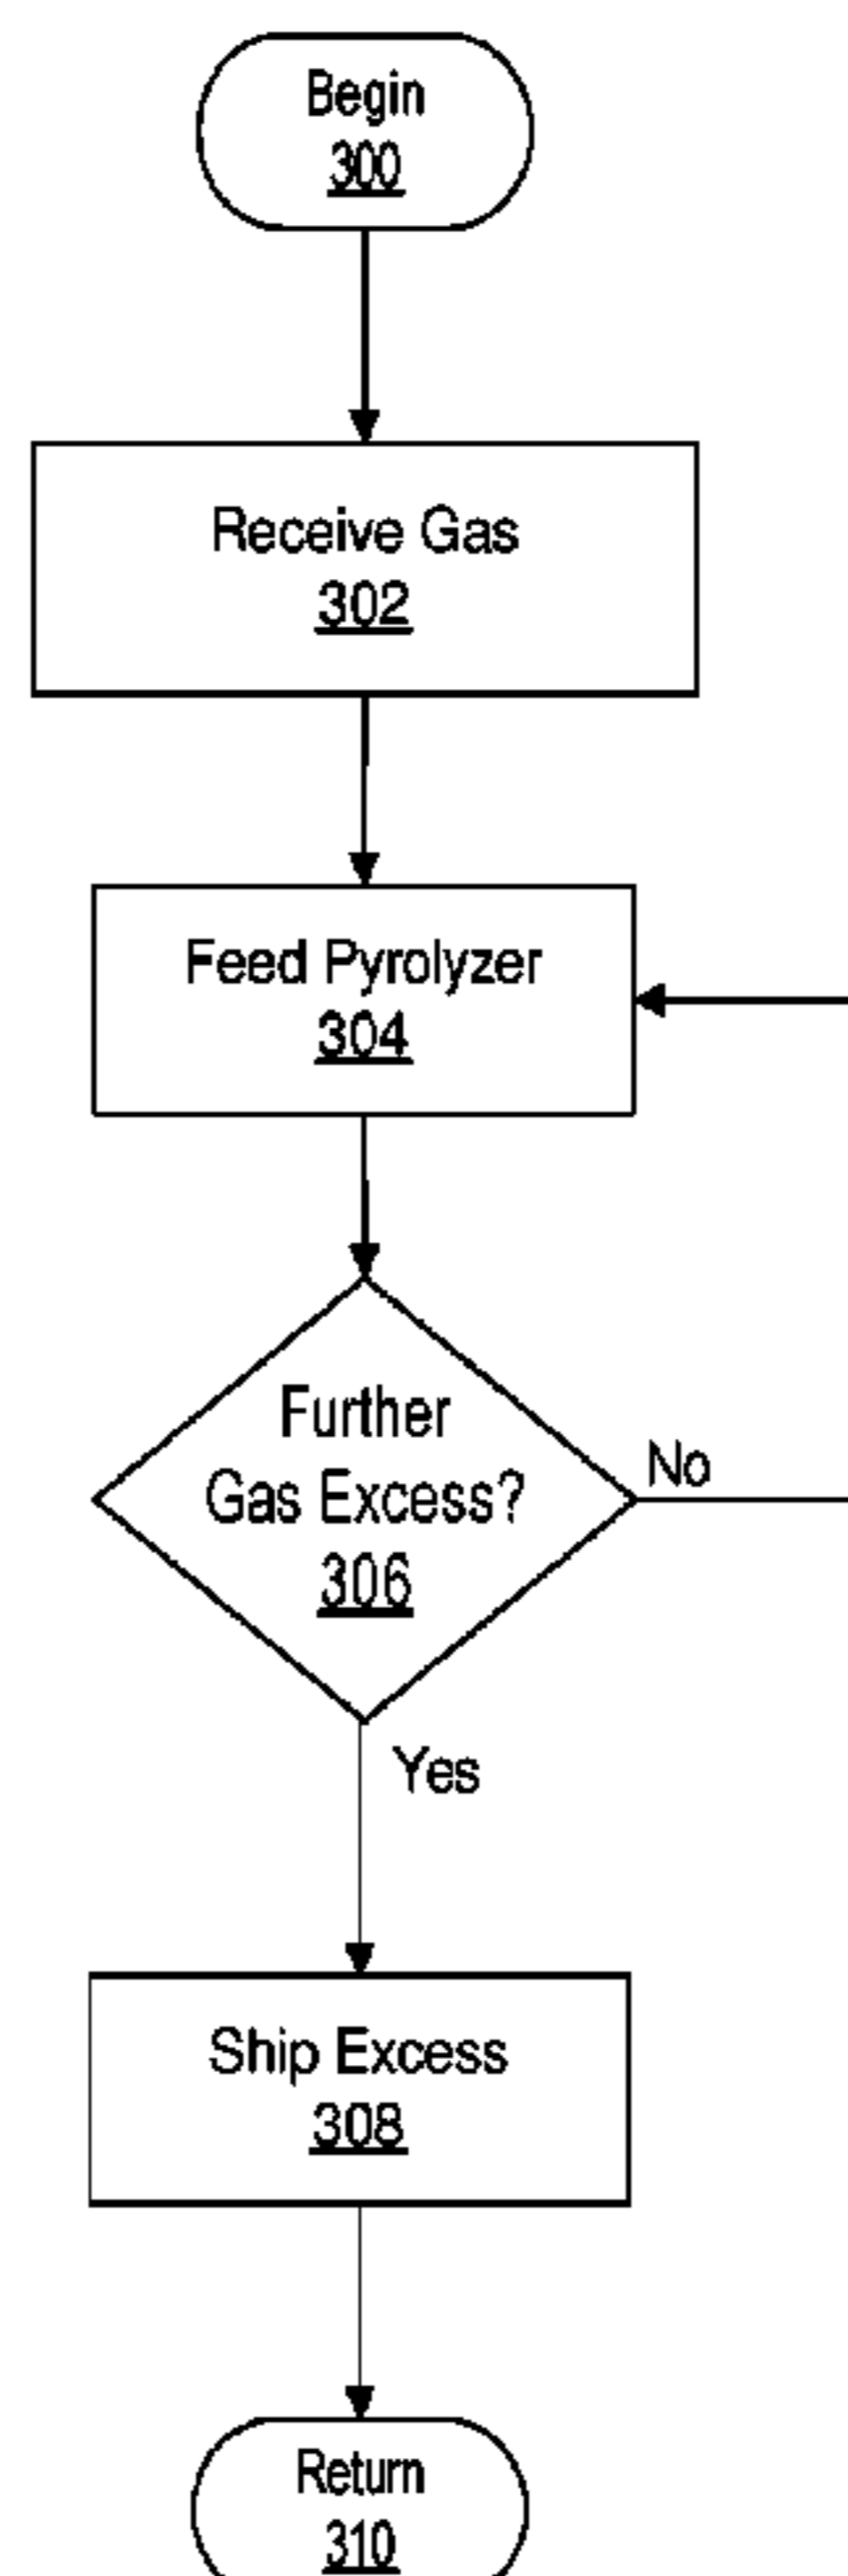 Begin
300
Receive Gas
302
Feed Pyrolyzer
304
Further
Gas Excess?
306
No
Yes
Ship Excess
308
Return
310